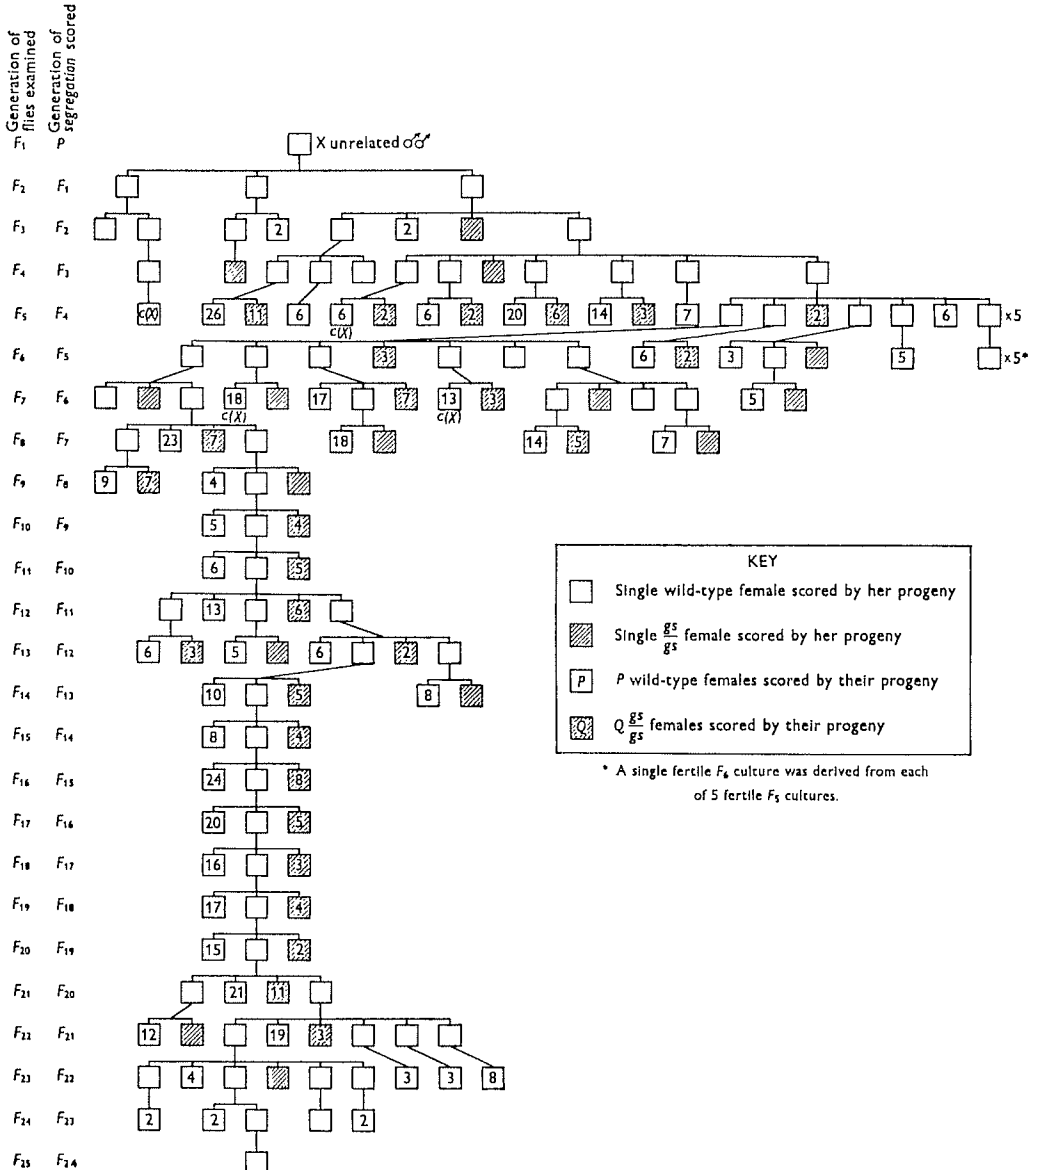 Generation of flies examined
Generation of segregation scored
F₁ P X unrelated ♂♂
F₂ F₁
F₃ F₂ 2 2
F₄ F₃
F₅ F₄ c(X) 26 11 6 6 2 6 2 20 6 14 3 7 2 6 x5
c(X)
F₆ F₅ 3 6 2 3 5 x5*
F₇ F₆ 18 17 7 13 3 5
c(X) c(X)
F₈ F₇ 23 7 18 14 5 7
F₉ F₈ 9 7 4
F₁₀ F₉ 5 4
F₁₁ F₁₀ 6 5
F₁₂ F₁₁ 13 6
F₁₃ F₁₂ 6 3 5 6 2
F₁₄ F₁₃ 10 5 8
F₁₅ F₁₄ 8 4
F₁₆ F₁₅ 24 8
F₁₇ F₁₆ 20 5
F₁₈ F₁₇ 16 3
F₁₉ F₁₈ 17 4
F₂₀ F₁₉ 15 2
F₂₁ F₂₀ 21 11
F₂₂ F₂₁ 12 19 3
F₂₃ F₂₂ 4 3 3 8
F₂₄ F₂₃ 2 2 2
F₂₅ F₂₄
KEY
Single wild-type female scored by her progeny
Single gs/gs female scored by her progeny
P P wild-type females scored by their progeny
Q Q gs/gs females scored by their progeny
* A single fertile F₆ culture was derived from each
of 5 fertile F₅ cultures.